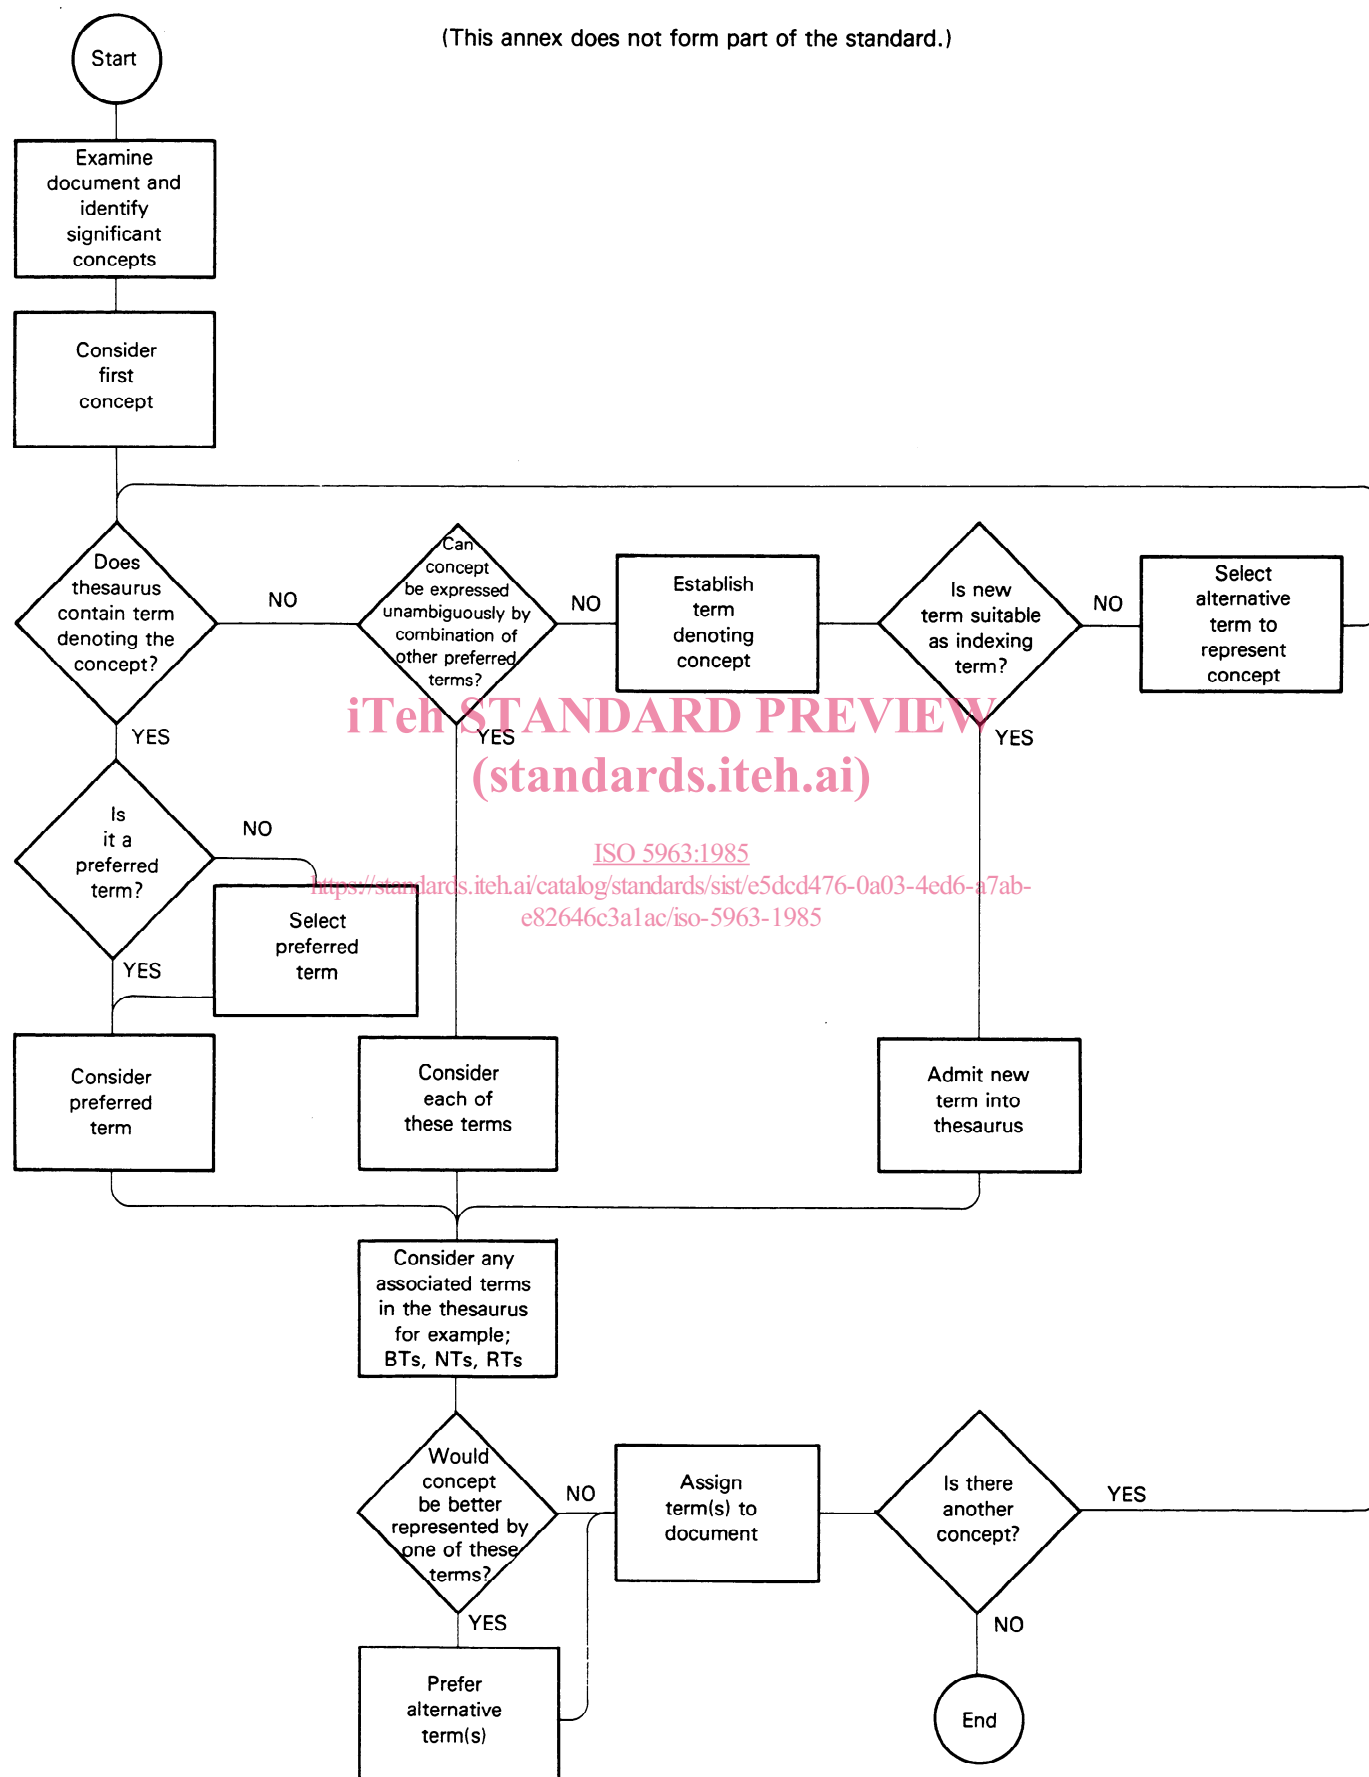 (This annex does not form part of the standard.)
Start
Examine
document and
identify
significant
concepts
Consider
first
concept
Does
thesaurus
contain term
denoting the
concept?
NO
Can
concept
be expressed
unambiguously by
combination of
other preferred
terms?
NO
Establish
term
denoting
concept
Is new
term suitable
as indexing
term?
NO
Select
alternative
term to
represent
concept
iTeh STANDARD PREVIEW
(standards.iteh.ai)
YES
YES
YES
Is
it a
preferred
term?
NO
ISO 5963:1985
https://standards.iteh.ai/catalog/standards/sist/e5dcd476-0a03-4ed6-a7ab-
e82646c3a1ac/iso-5963-1985
Select
preferred
term
YES
Consider
preferred
term
Consider
each of
these terms
Admit new
term into
thesaurus
Consider any
associated terms
in the thesaurus
for example;
BTs, NTs, RTs
Would
concept
be better
represented by
one of these
terms?
NO
Assign
term(s) to
document
Is there
another
concept?
YES
YES
NO
Prefer
alternative
term(s)
End